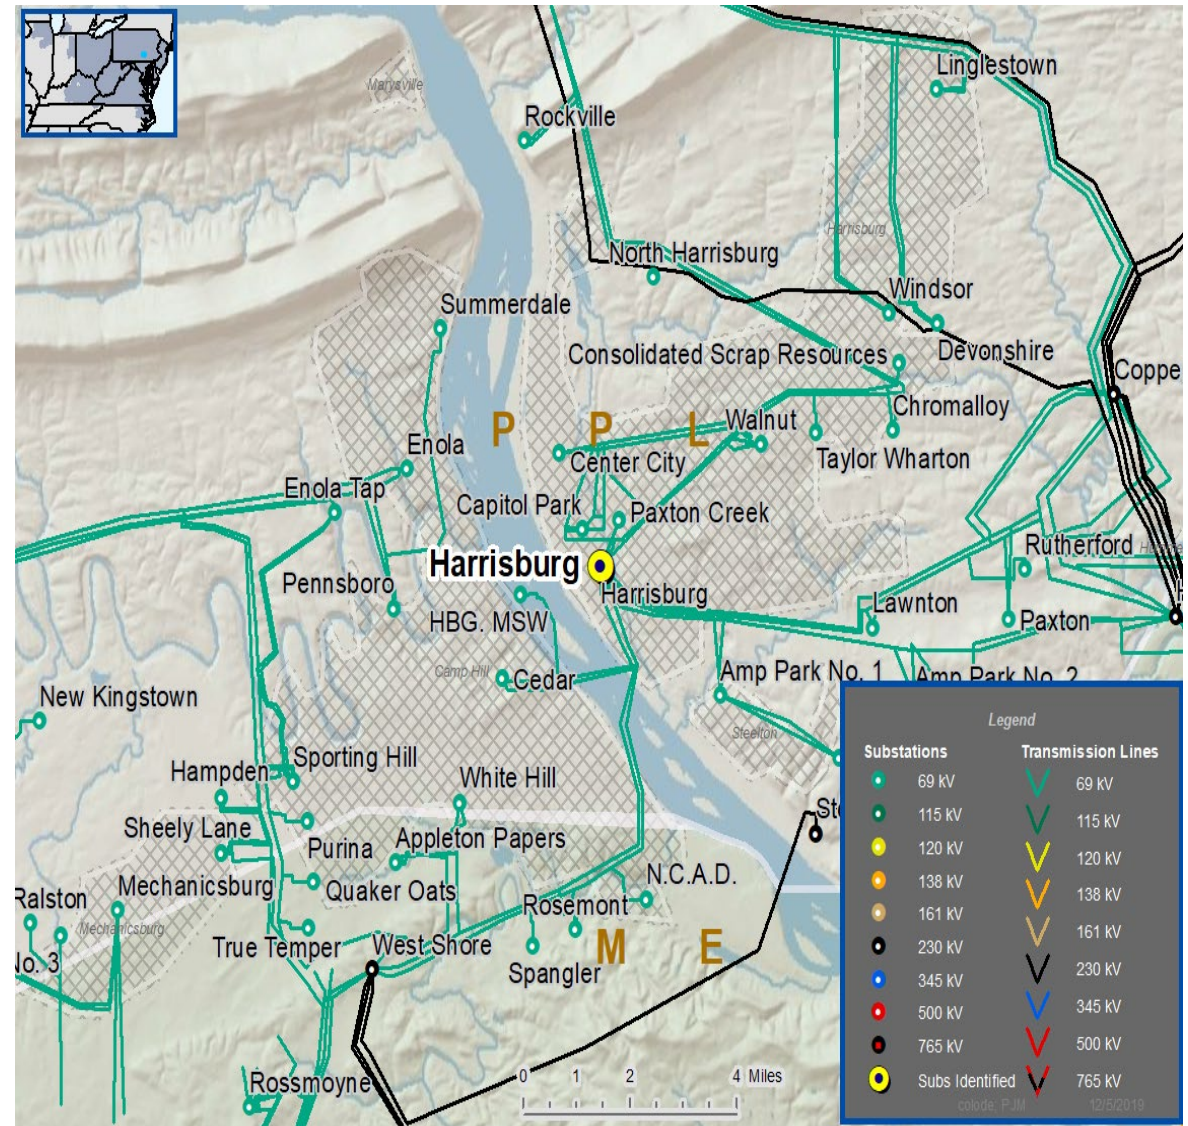 Linglestown
Marysville
Rockville
Harrisburg
North Harrisburg
Windsor
Summerdale
Devonshire
Consolidated Scrap Resources
Coppe
Chromalloy
P P L
Walnut
Enola
Center City
Taylor Wharton
Enola Tap
Capitol Park
Paxton Creek
Rutherford
Harrisburg
Pennsboro
Harrisburg
HBG. MSW
Lawnton
Paxton
Camp Hill
Cedar
Amp Park No. 1
Amp Park No. 2
New Kingstown
Steelton
Sporting Hill
Hampden
White Hill
Sheely Lane
Purina
Appleton Papers
Ste
Mechanicsburg
Quaker Oats
N.C.A.D.
Ralston
Rosemont
Mechanicsburg
True Temper
West Shore
M E
Spangler
No. 3
Rossmoyne
0 1 2 4 Miles
Legend
Substations Transmission Lines
69 kV 69 kV
115 kV 115 kV
120 kV 120 kV
138 kV 138 kV
161 kV 161 kV
230 kV 230 kV
345 kV 345 kV
500 kV 500 kV
765 kV 765 kV
Subs Identified
colode, PJM 12/5/2019